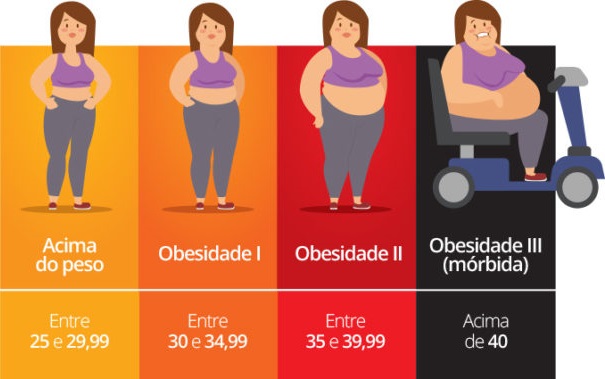 Acima
do peso
Obesidade I
Obesidade II
Obesidade III
(mórbida)
Entre
25 e 29,99
Entre
30 e 34,99
Entre
35 e 39,99
Acima
de 40